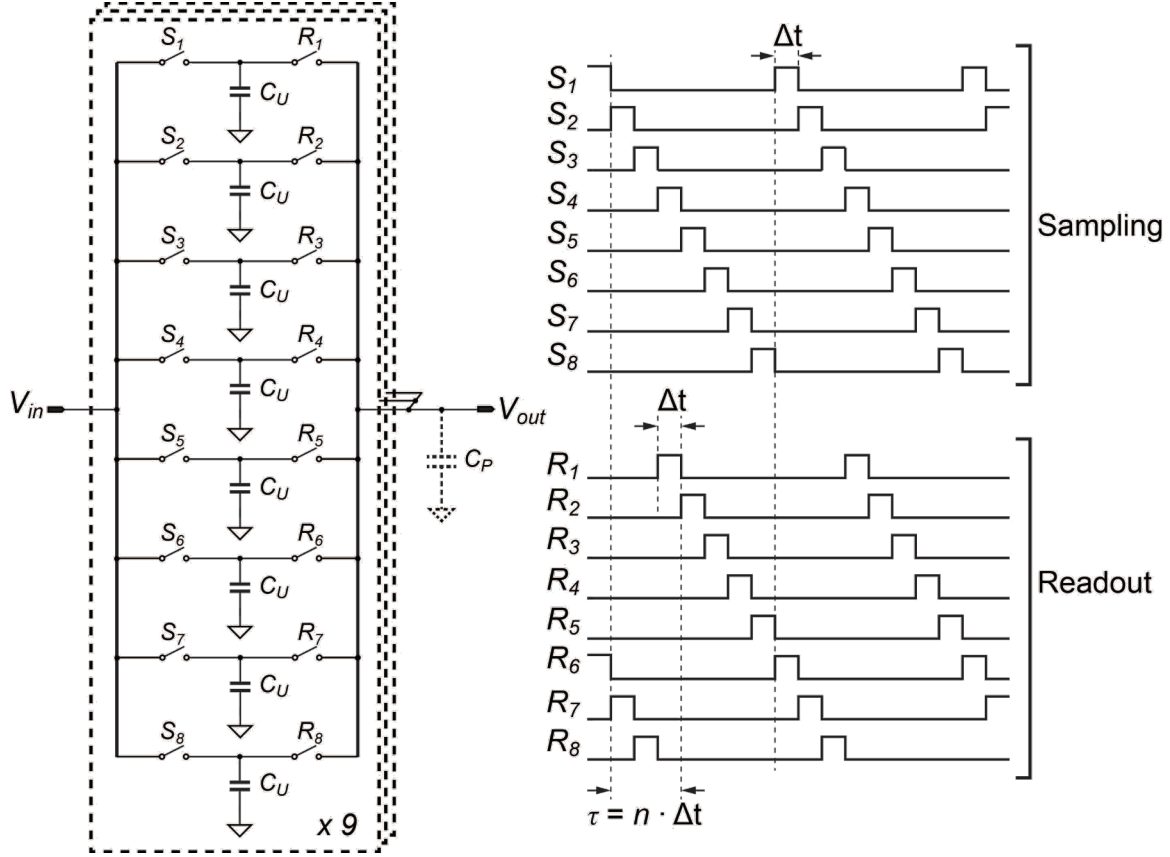 S1 R1
CU
S2 R2
CU
S3 R3
CU
S4 R4
CU
S5 R5
CU
S6 R6
CU
S7 R7
CU
S8 R8
CU
x 9
Vin
Vout
CP
Δt
S1
S2
S3
S4
S5
S6
S7
S8
Sampling
Δt
R1
R2
R3
R4
R5
R6
R7
R8
Readout
τ = n · Δt